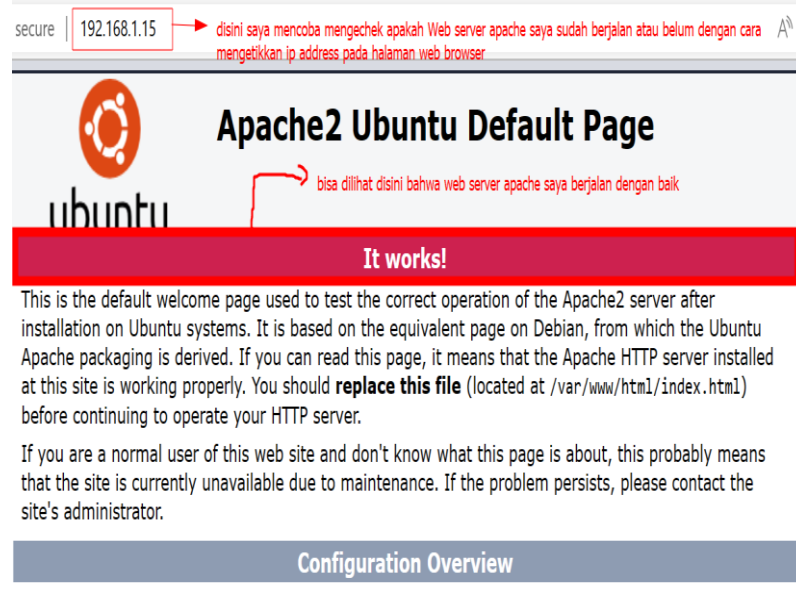 secure | 192.168.1.15
disini saya mencoba mengechek apakah Web server apache saya sudah berjalan atau belum dengan cara
mengetikkan ip address pada halaman web browser
Apache2 Ubuntu Default Page
bisa dilihat disini bahwa web server apache saya berjalan dengan baik
ubuntu
It works!
This is the default welcome page used to test the correct operation of the Apache2 server after
installation on Ubuntu systems. It is based on the equivalent page on Debian, from which the Ubuntu
Apache packaging is derived. If you can read this page, it means that the Apache HTTP server installed
at this site is working properly. You should replace this file (located at /var/www/html/index.html)
before continuing to operate your HTTP server.
If you are a normal user of this web site and don't know what this page is about, this probably means
that the site is currently unavailable due to maintenance. If the problem persists, please contact the
site's administrator.
Configuration Overview